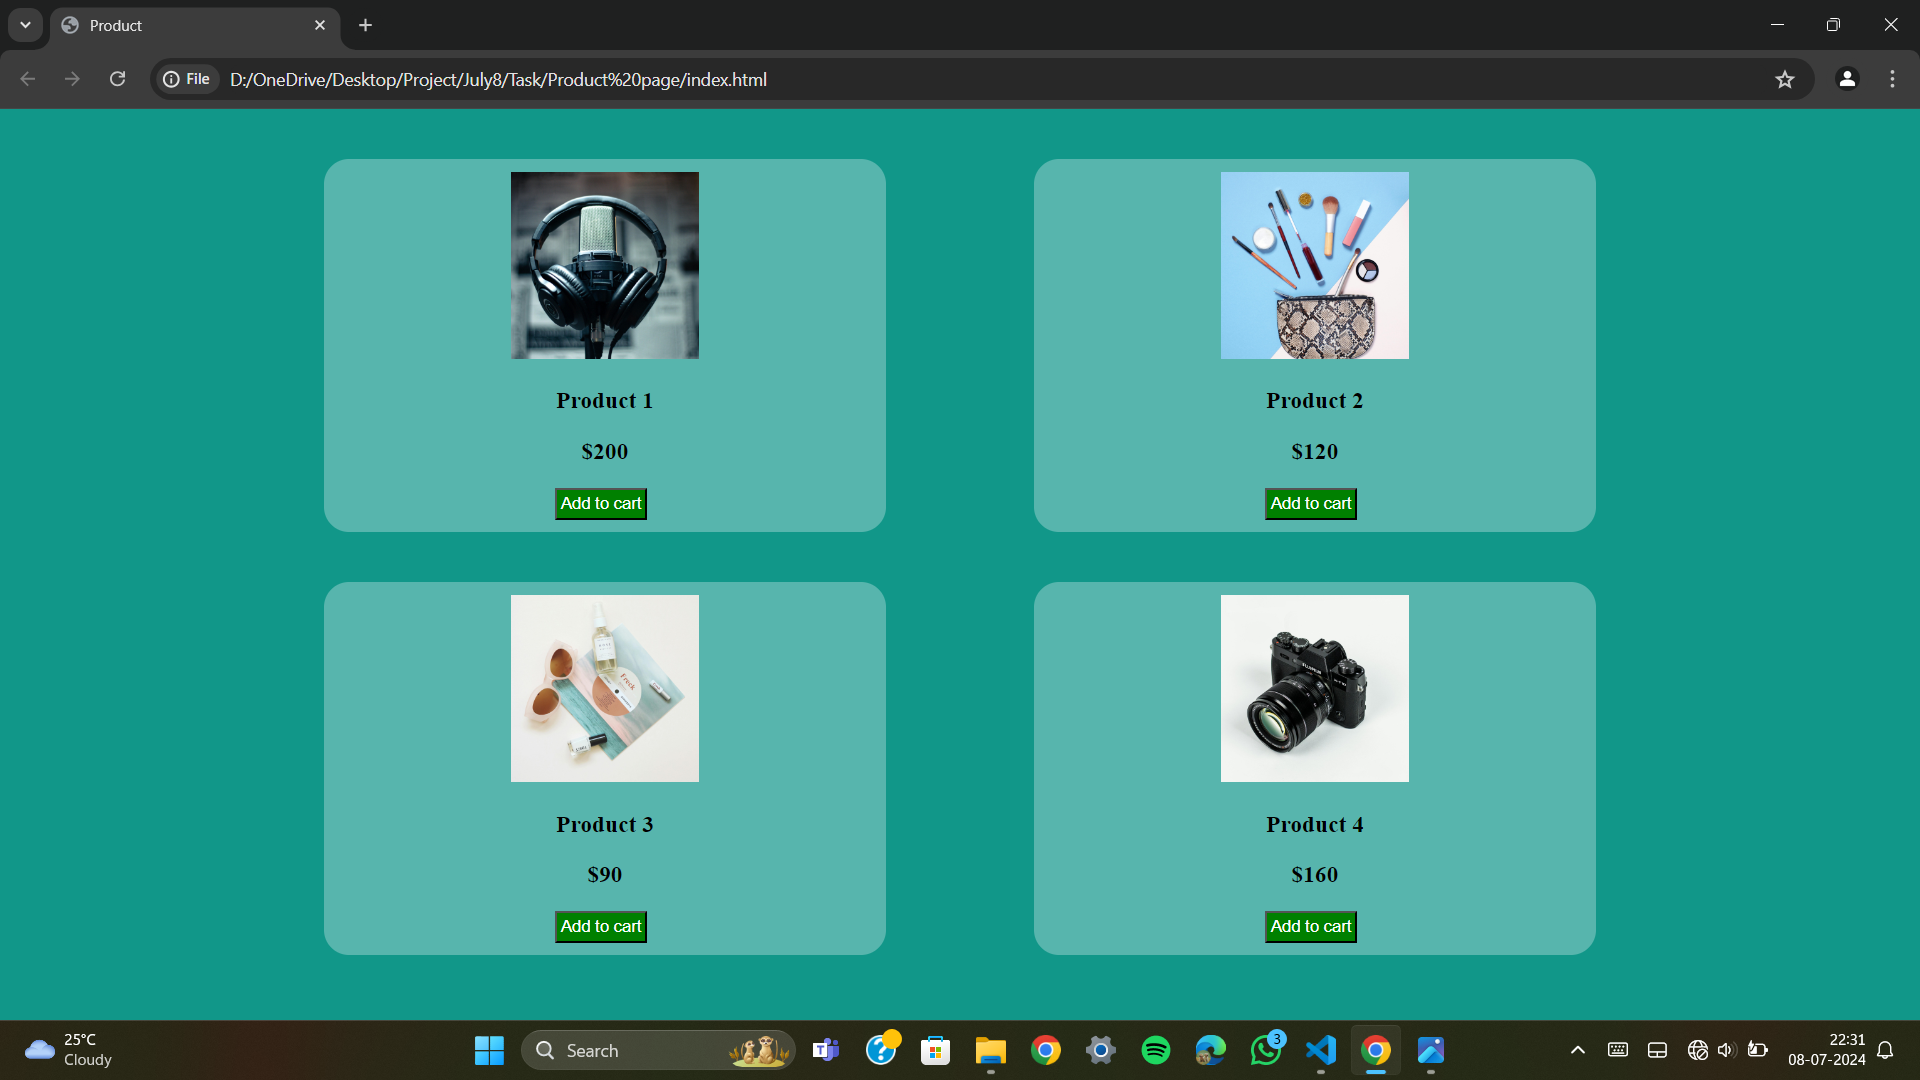 Product
File
D:/OneDrive/Desktop/Project/July8/Task/Product%20page/index.html
Product 1
$200
Add to cart
Product 2
$120
Add to cart
Product 3
$90
Add to cart
Product 4
$160
Add to cart
25°C
Cloudy
Search
3
22:31
08-07-2024